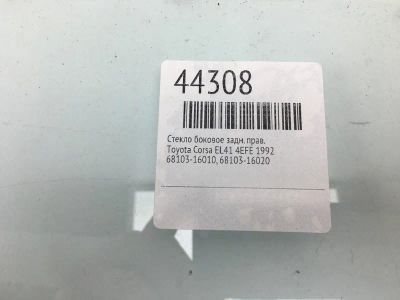 44308
Стекло боковое задн. прав.
Toyota Corsa EL41 4EFE 1992
68103-16010, 68103-16020